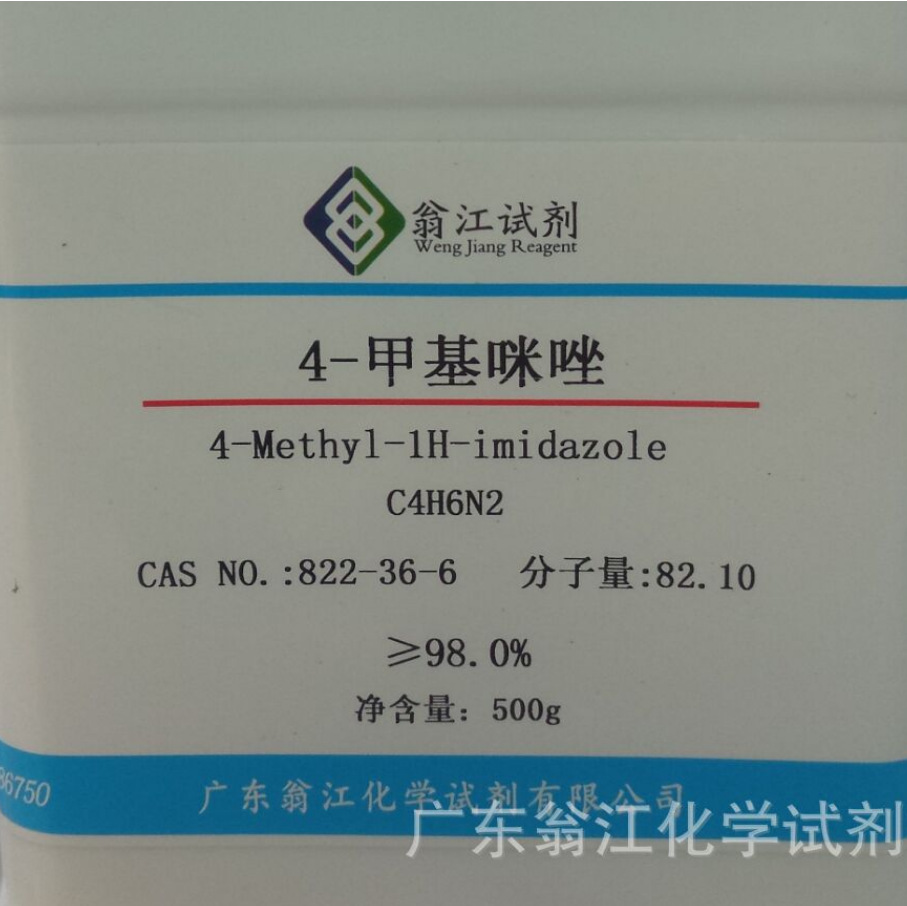 翁江试剂
Weng Jiang Reagent
4-甲基咪唑
4-Methyl-1H-imidazole
C4H6N2
CAS NO.:822-36-6 分子量:82.10
≥98.0%
净含量: 500g
86750
广东翁江化学试剂有限公司
广东翁江化学试剂